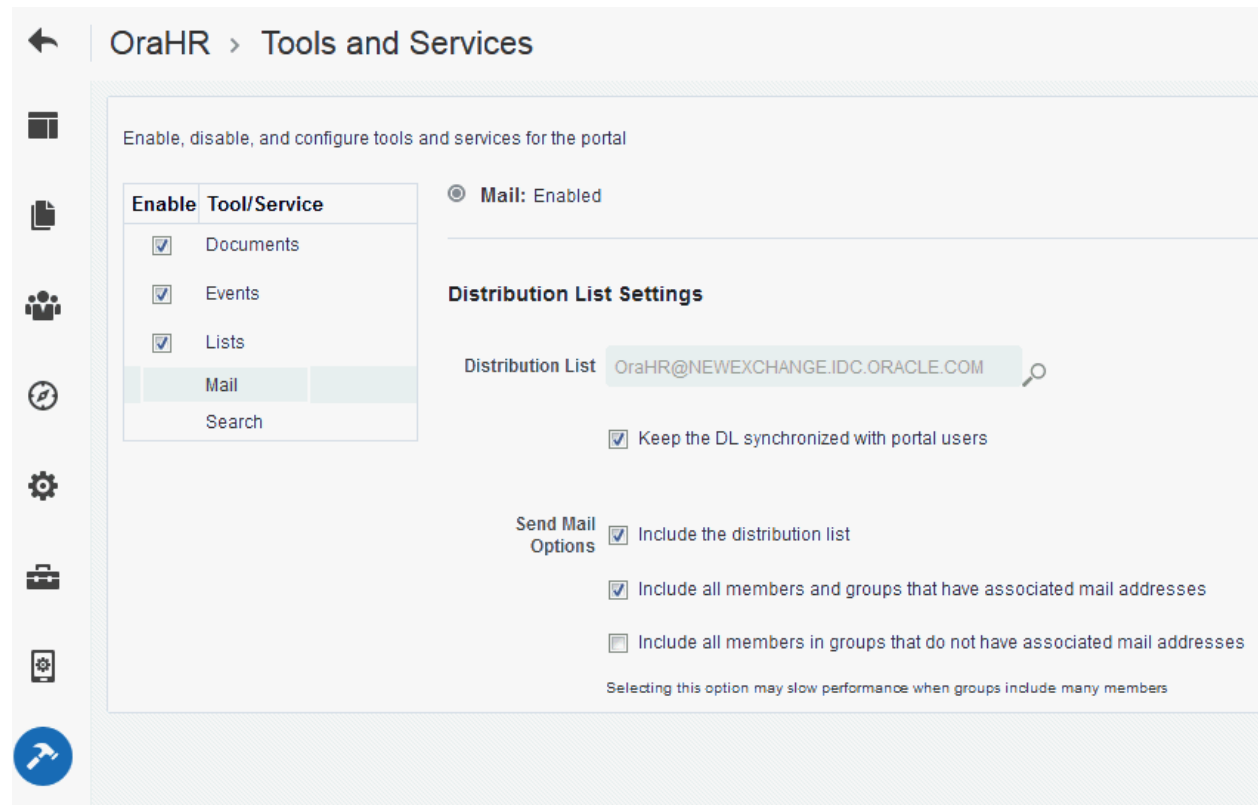 OraHR > Tools and Services
Enable, disable, and configure tools and services for the portal
Enable Tool/Service
Documents
Events
Lists
Mail
Search
Mail: Enabled
Distribution List Settings
Distribution List OraHR@NEWEXCHANGE.IDC.ORACLE.COM
Keep the DL synchronized with portal users
Send Mail
Options
Include the distribution list
Include all members and groups that have associated mail addresses
Include all members in groups that do not have associated mail addresses
Selecting this option may slow performance when groups include many members